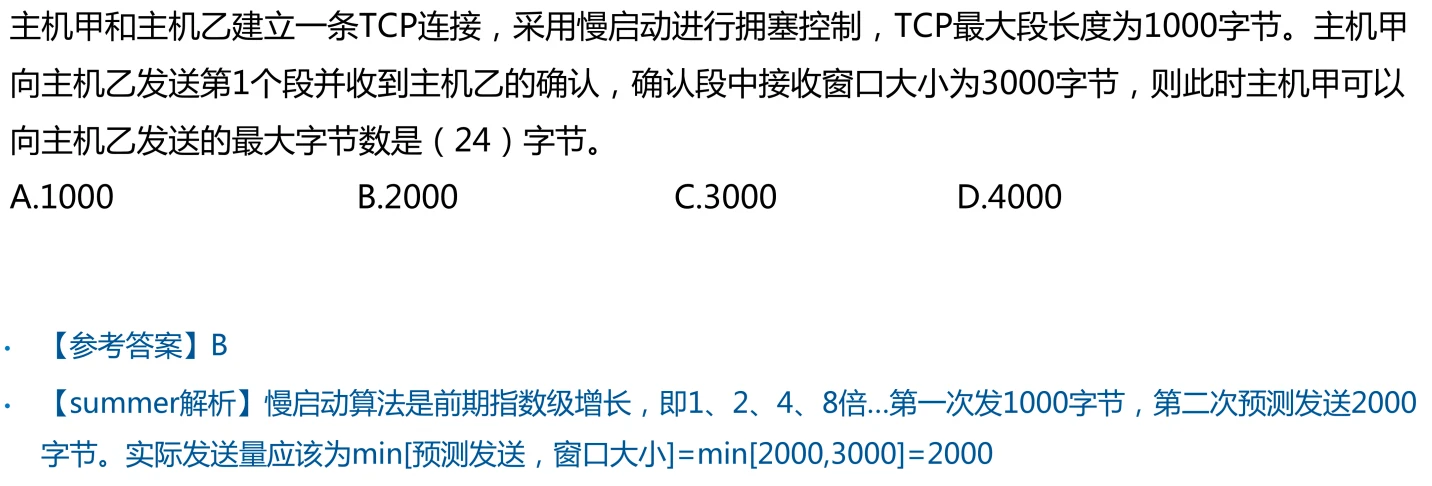 主机甲和主机乙建立一条TCP连接，采用慢启动进行拥塞控制，TCP最大段长度为1000字节。主机甲
向主机乙发送第1个段并收到主机乙的确认，确认段中接收窗口大小为3000字节，则此时主机甲可以
向主机乙发送的最大字节数是（24）字节。
A.1000 B.2000 C.3000 D.4000
• 【参考答案】B
• 【summer解析】慢启动算法是前期指数级增长，即1、2、4、8倍...第一次发1000字节，第二次预测发送2000
字节。实际发送量应该为min[预测发送，窗口大小]=min[2000,3000]=2000